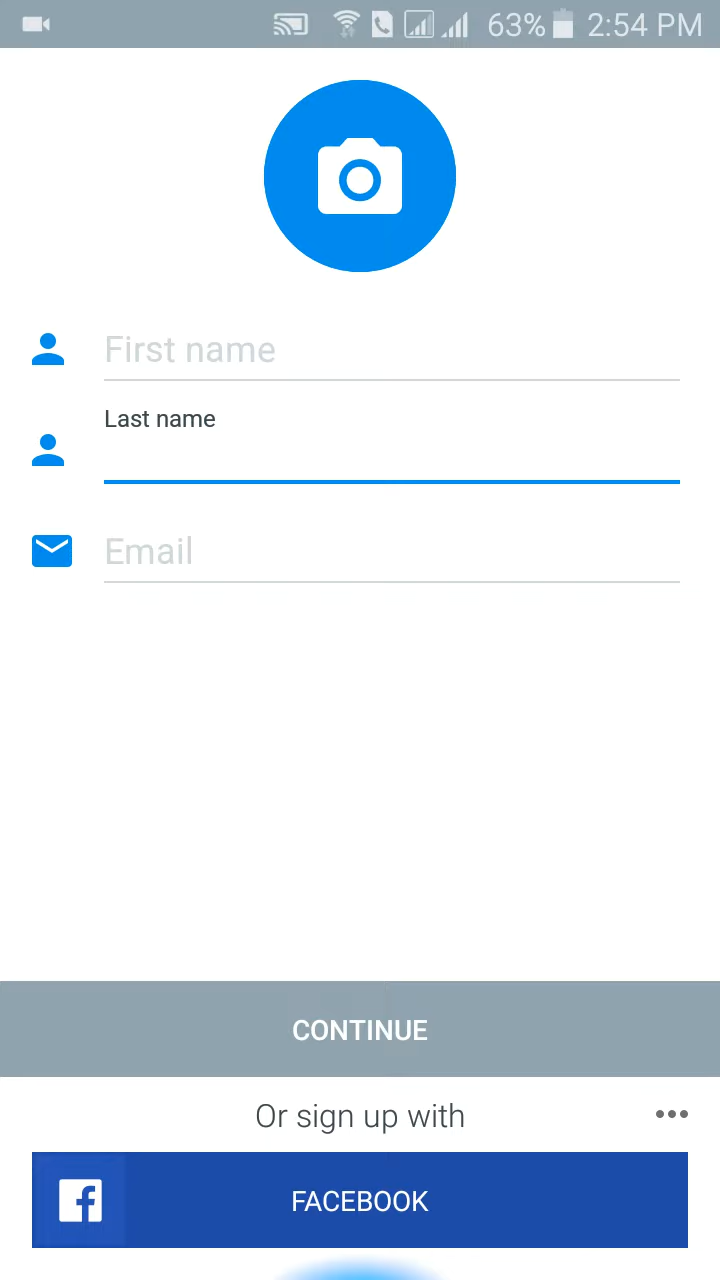 63% 2:54 PM
First name
Last name
Email
CONTINUE
Or sign up with
FACEBOOK